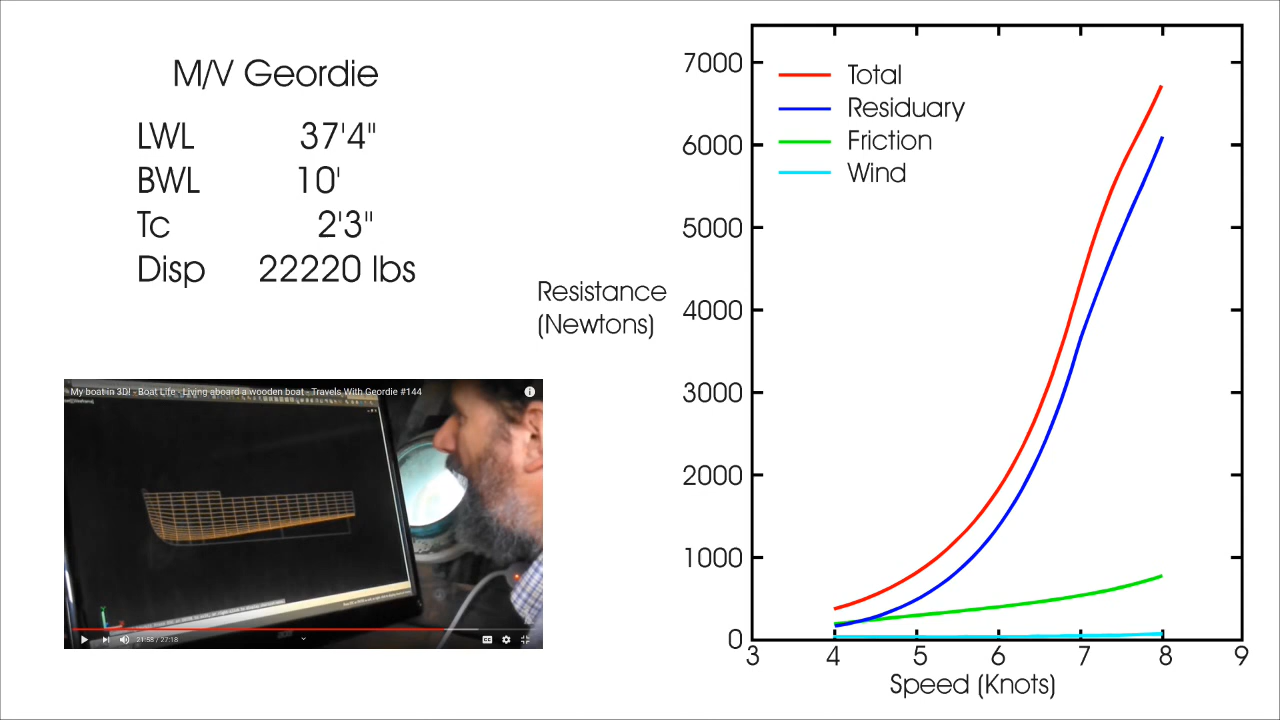 M/V Geordie
LWL 37'4"
BWL 10'
Tc 2'3"
Disp 22220 lbs
My boat in 3D! - Boat Life - Living aboard a wooden boat - Travels With Geordie #144
21:58 / 27:18
Resistance
(Newtons)
7000
6000
5000
4000
3000
2000
1000
0
Total
Residuary
Friction
Wind
3 4 5 6 7 8 9
Speed (Knots)